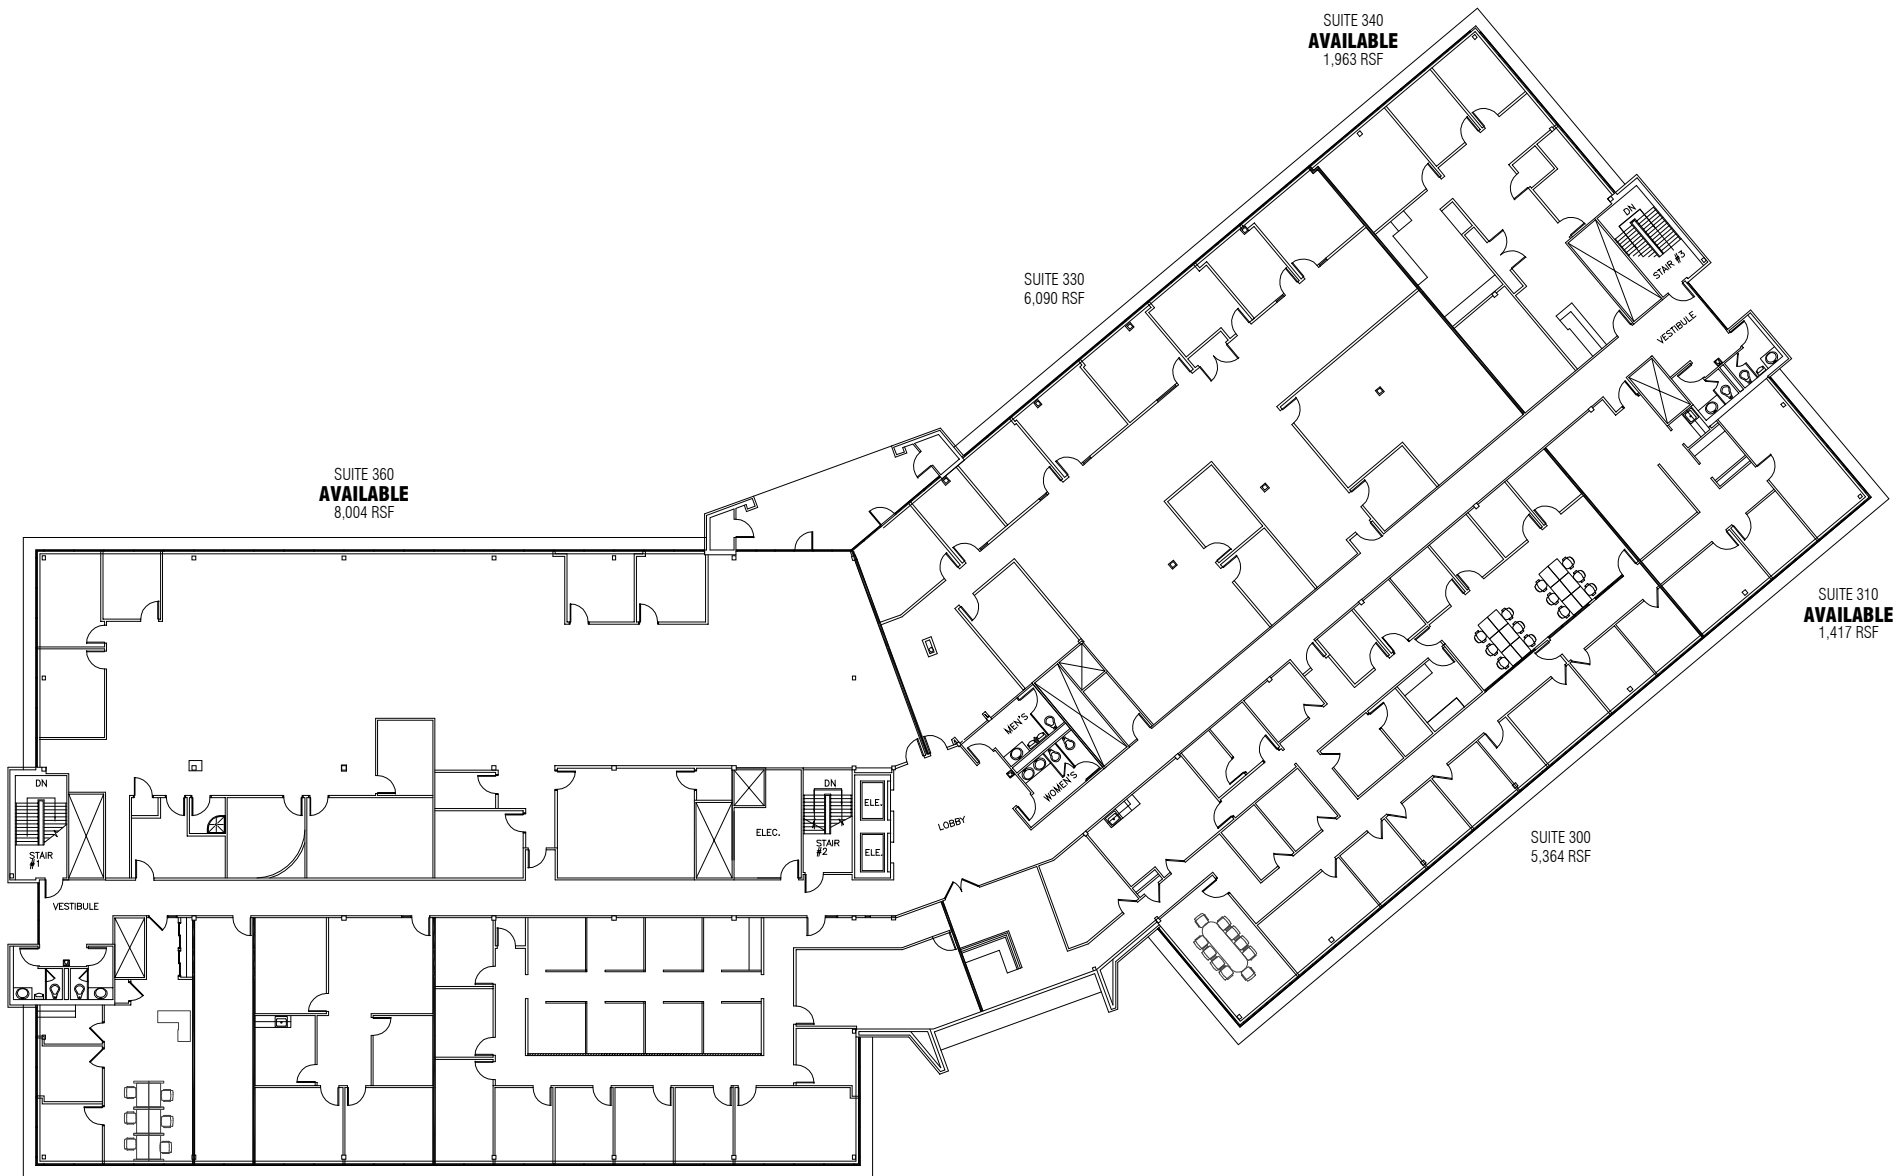 SUITE 340
AVAILABLE
1,963 RSF
DN
STAIR #3
SUITE 330
6,090 RSF
VESTIBULE
SUITE 360
AVAILABLE
8,004 RSF
SUITE 310
AVAILABLE
1,417 RSF
MEN'S
WOMEN'S
DN
DN
ELE.
LOBBY
ELEC.
STAIR
#2
ELE.
STAIR
#1
SUITE 300
5,364 RSF
VESTIBULE